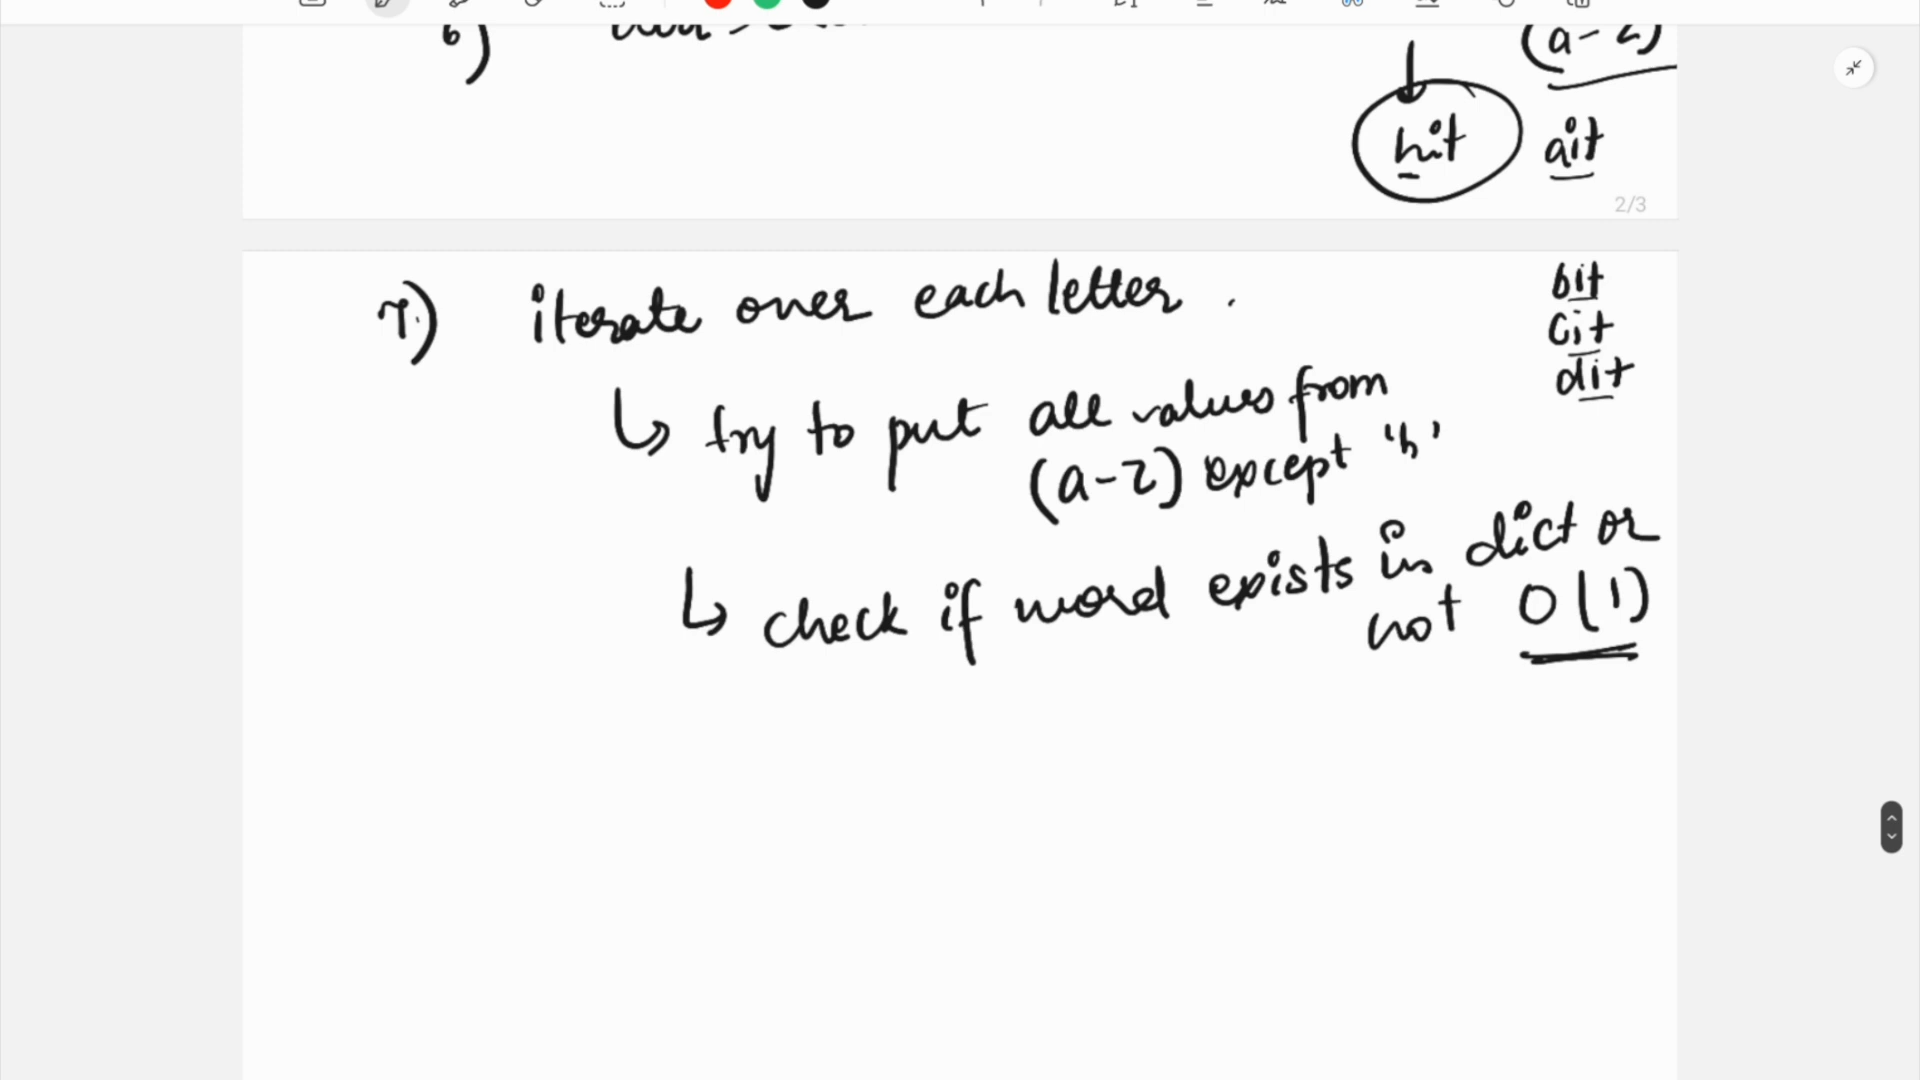 6)
(a-z)
hit ait
2/3
7.) iterate over each letter.
bit
cit
dit
↳ try to put all values from
(a-z) except 'h'
↳ check if word exists in dict or
not O(1)